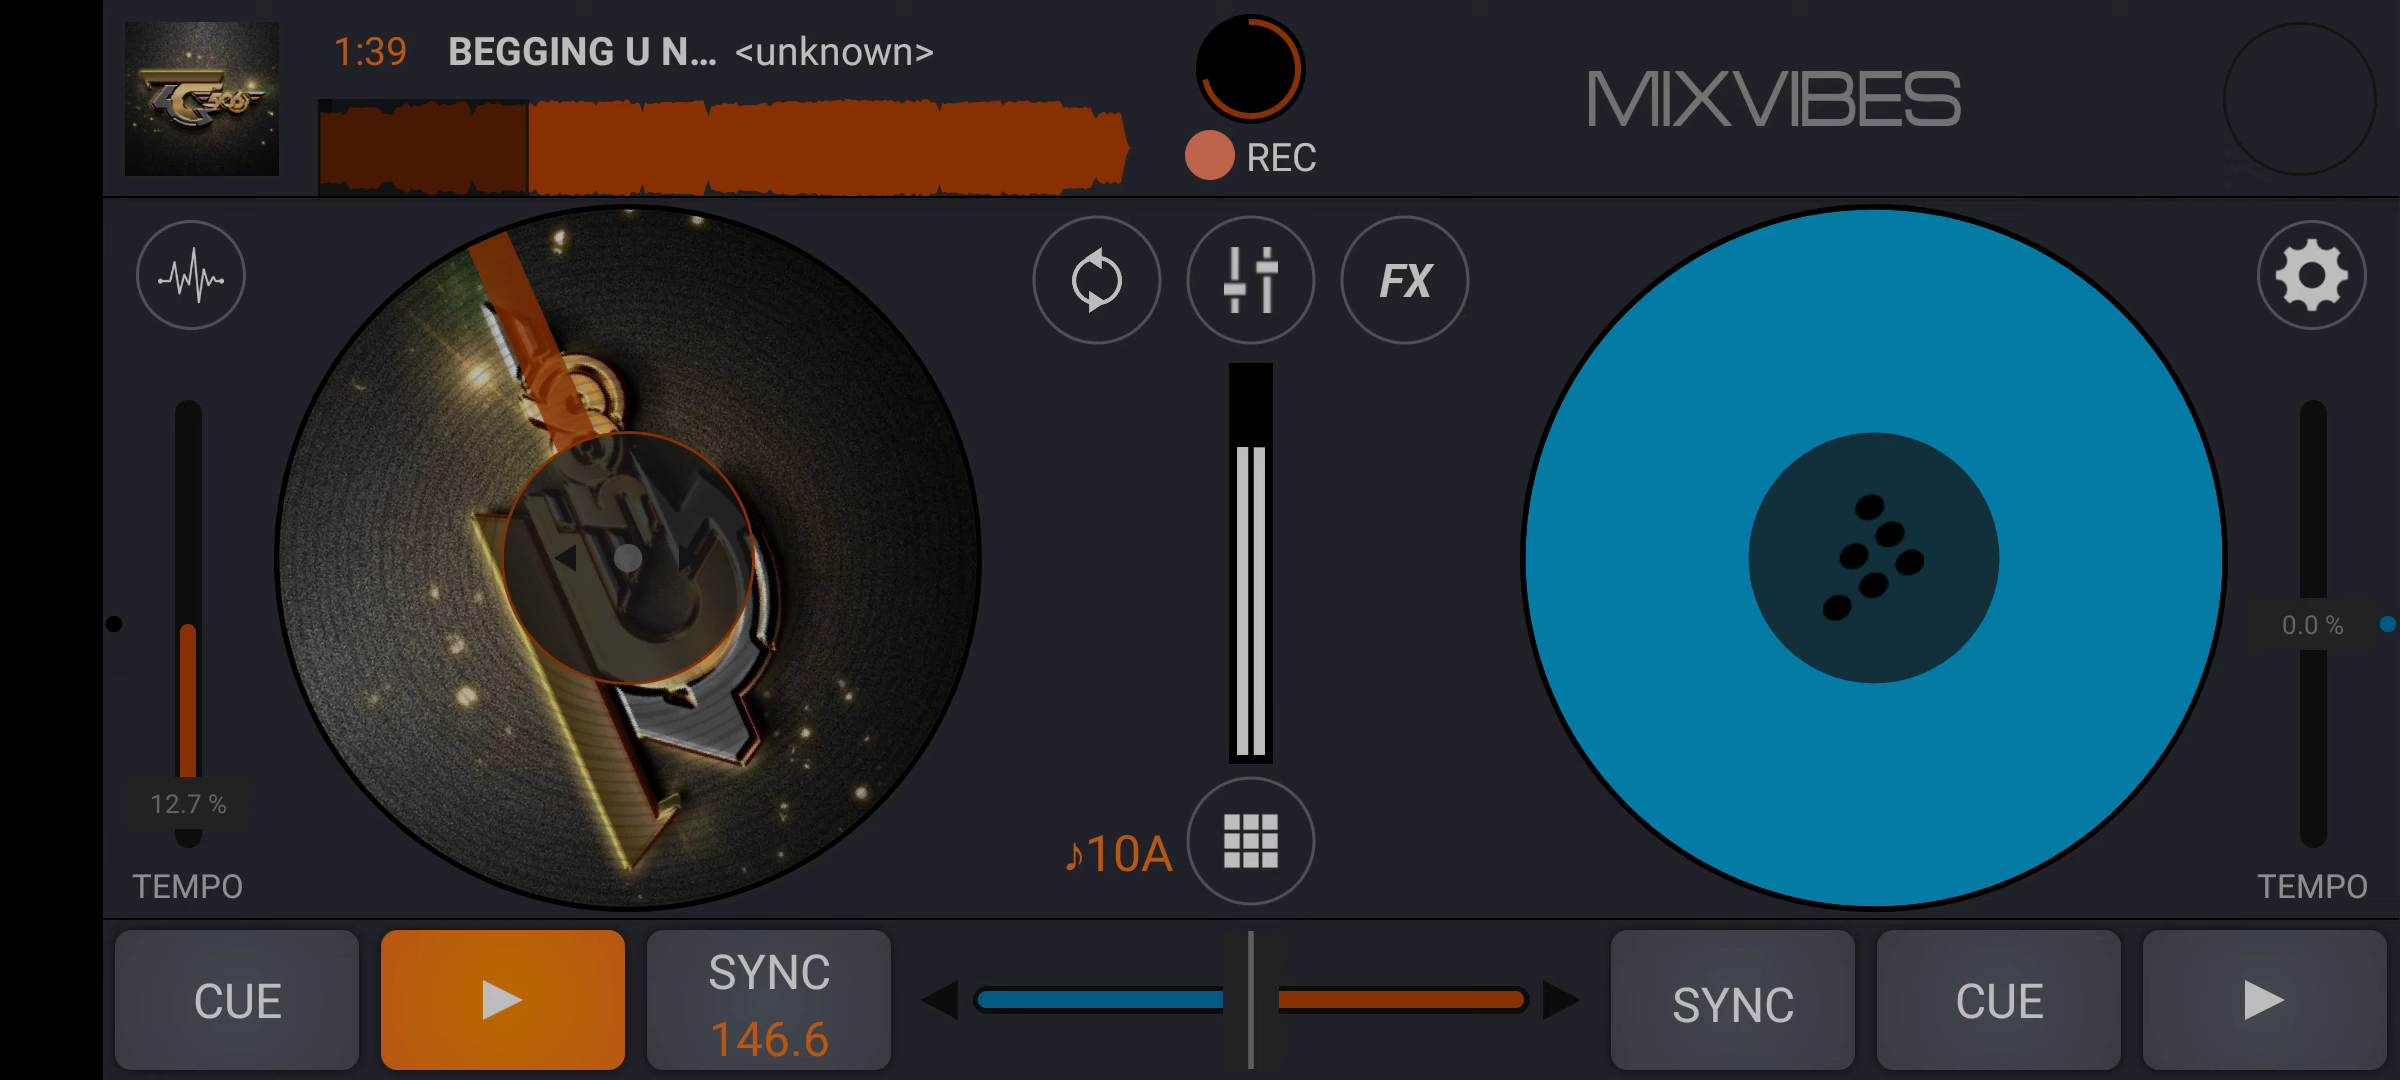 1:39 BEGGING U N... <unknown>
REC
MIXVIBES
FX
12.7 %
0.0 %
♪10A
TEMPO
TEMPO
CUE
SYNC
146.6
SYNC
CUE